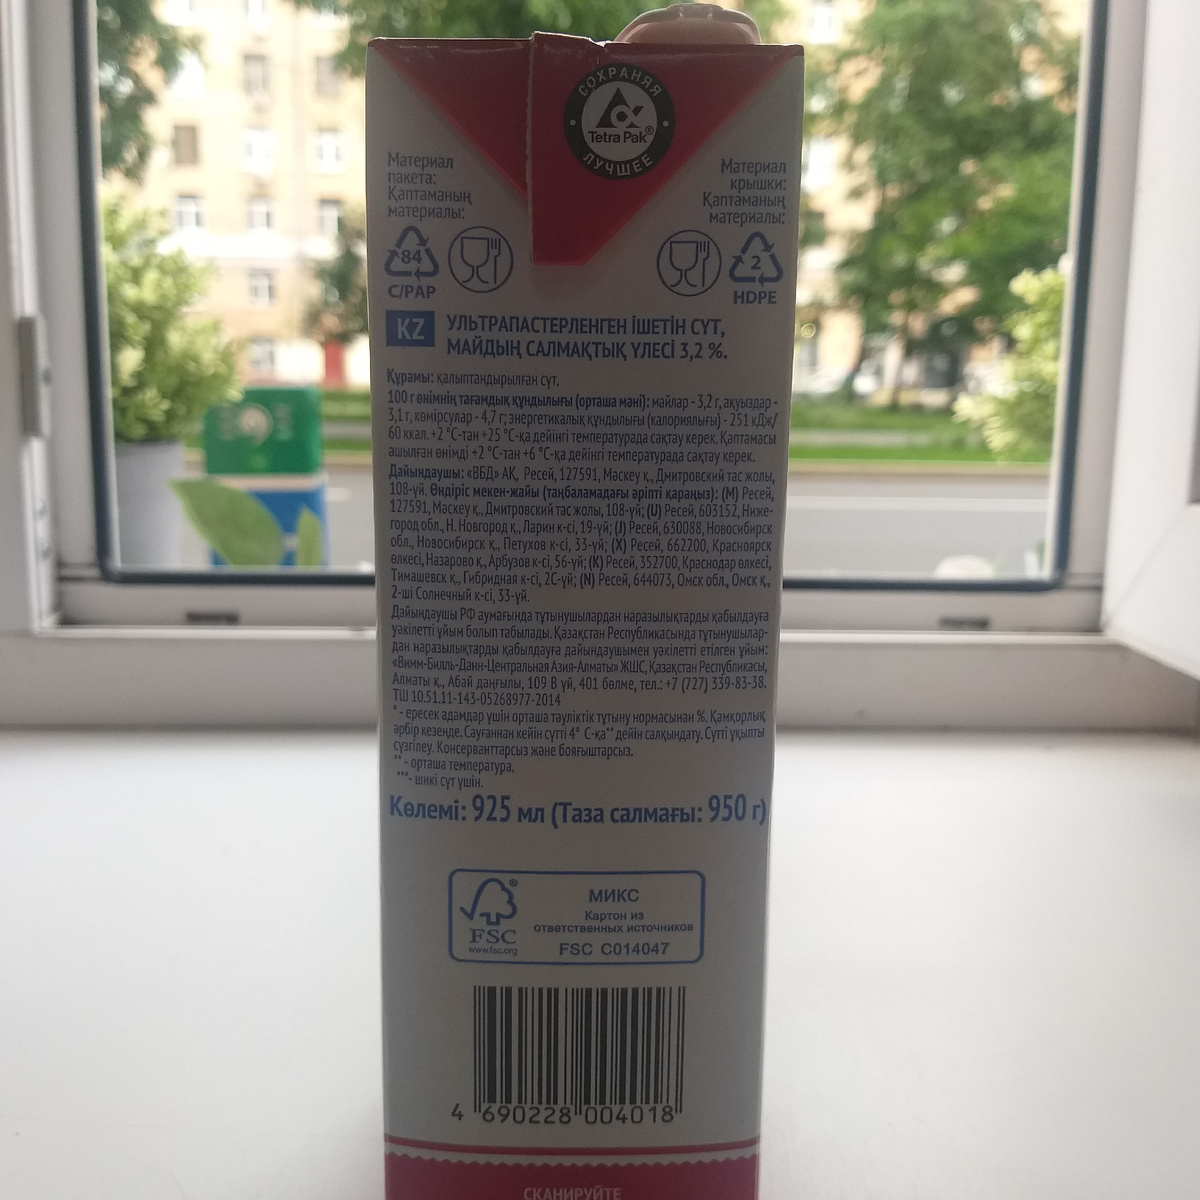 СОХРАНЯЯ
Tetra Pak®
ЛУЧШЕЕ
Материал
пакета:
Қаптаманың
материалы:
Материал
крышки:
Қаптаманың
материалы:
84
C/PAP
2
HDPE
KZ
УЛЬТРАПАСТЕРЛЕНГЕН ІШЕТІН СҮТ,
МАЙДЫҢ САЛМАҚТЫҚ ҮЛЕСІ 3,2 %.
Құрамы: қалыптандырылған сүт.
100 г өнімнің тағамдық құндылығы (орташа мәні): майлар - 3,2 г, ақуыздар -
3,1 г, көмірсулар - 4,7 г; энергетикалық құндылығы (калориялығы) - 251 кДж/
60 ккал. +2 °С-тан +25 °С-қа дейінгі температурада сақтау керек. Қаптамасы
ашылған өнімді +2 °С-тан +6 °С-қа дейінгі температурада сақтау керек.
Дайындаушы: «ВБД» АҚ, Ресей, 127591, Мәскеу қ., Дмитровский тас жолы,
108-үй. Өндіріс мекен-жайы (таңбаламадағы әріпті қараңыз): (М) Ресей,
127591, Мәскеу қ., Дмитровский тас жолы, 108-үй; (U) Ресей, 603152, Ниже-
город обл., Н. Новгород қ., Ларин к-сі, 19-үй; (J) Ресей, 630088, Новосибирск
обл., Новосибирск қ., Петухов к-сі, 33-үй; (X) Ресей, 662200, Красноярск
өлкесі, Назарово қ., Арбузов к-сі, 56-үй; (K) Ресей, 352700, Краснодар өлкесі,
Тимашевск қ., Гибридная к-сі, 2С-үй; (N) Ресей, 644073, Омск обл., Омск қ.,
2-ші Солнечный к-сі, 33-үй.
Дайындаушы РФ аумағында тұтынушылардан наразылықтарды қабылдауға
уәкілетті ұйым болып табылады. Қазақстан Республикасында тұтынушылар-
дан наразылықтарды қабылдауға дайындаушымен уәкілетті етілген ұйым:
«Вимм-Билль-Данн-Центральная Азия-Алматы» ЖШС, Қазақстан Республикасы,
Алматы қ., Абай даңғылы, 109 В үй, 401 бөлме, тел.: +7 (727) 339-83-38.
ТШ 10.51.11-143-05268977-2014
* - ересек адамдар үшін орташа тәуліктік тұтыну нормасынан %. Қамқорлық
әрбір кезеңде. Сауғаннан кейін сүтті 4° С-қа** дейін салқындату. Сүтті ұқыпты
сүзгілеу. Консерванттарсыз және бояғыштарсыз.
** - орташа температура.
***- шикі сүт үшін.
Көлемі: 925 мл (Таза салмағы: 950 г)
FSC
www.fsc.org
МИКС
Картон из
ответственных источников
FSC C014047
4 690228 004018
СКАНИРУЙТЕ